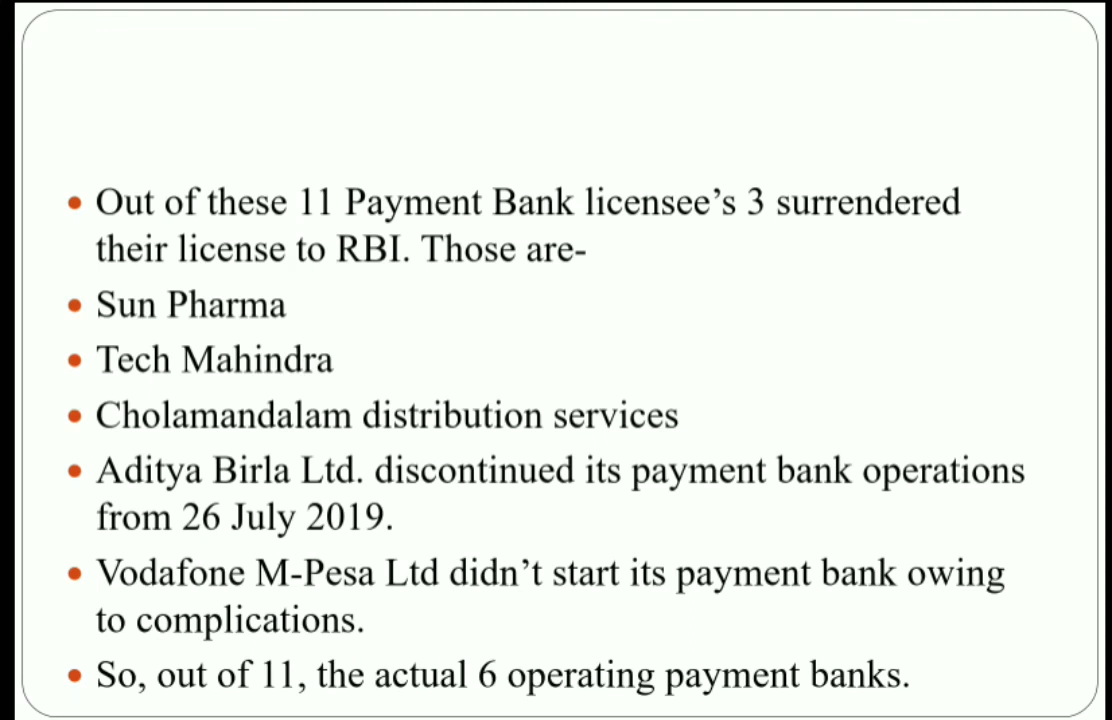 • Out of these 11 Payment Bank licensee’s 3 surrendered
their license to RBI. Those are-
• Sun Pharma
• Tech Mahindra
• Cholamandalam distribution services
• Aditya Birla Ltd. discontinued its payment bank operations
from 26 July 2019.
• Vodafone M-Pesa Ltd didn’t start its payment bank owing
to complications.
• So, out of 11, the actual 6 operating payment banks.